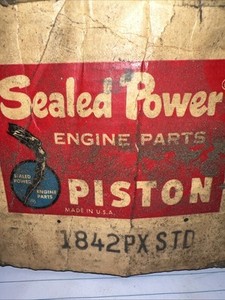 Sealed Power
ENGINE PARTS
SEALED POWER
ENGINE PARTS
PISTON
MADE IN U.S.A.
1842PX STD